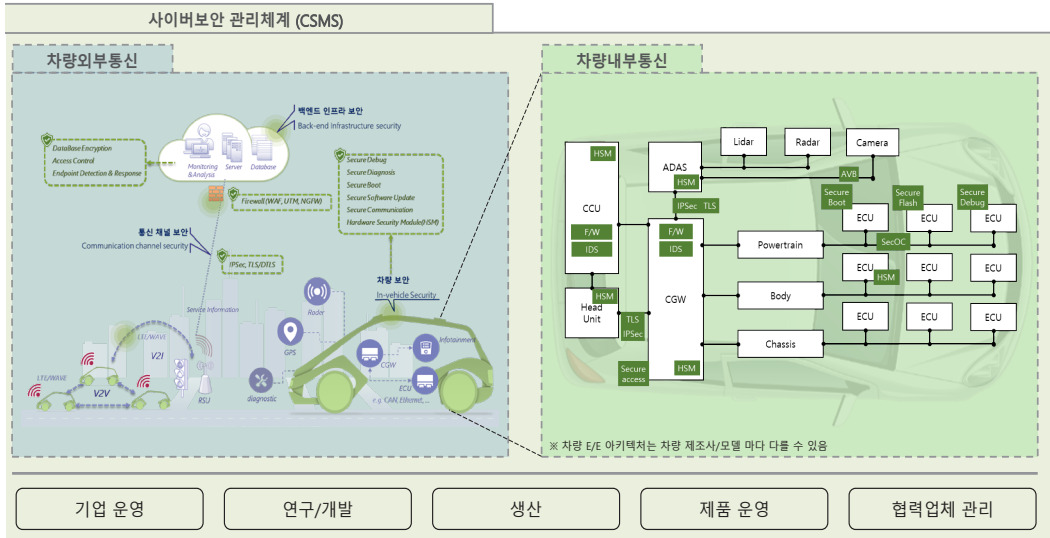 사이버보안 관리체계 (CSMS)
차량외부통신
백엔드 인프라 보안
Back-end Infrastructure security
DataBase Encryption
Access Control
Endpoint Detection & Response
Monitoring
&Analysis
Server
Database
Secure Debug
Secure Diagnosis
Secure Boot
Secure Software Update
Secure Communication
Hardware Security Module(HSM)
Firewall (WAF, UTM, NGFW)
통신 채널 보안
Communication channel security
IPSec, TLS/DTLS
차량 보안
In-vehicle Security
Service Information
Rader
GPS
Infotainment
CGW
ECU
e.g. CAN, Ethernet, ...
diagnostic
LTE/WAVE
V2I
LTE/WAVE
V2V
RSU
차량내부통신
HSM
CCU
F/W
IDS
HSM
Head
Unit
TLS
IPSec
Secure
access
ADAS
HSM
IPSec TLS
F/W
IDS
CGW
HSM
Lidar
Radar
Camera
AVB
Secure
Boot
Secure
Flash
Secure
Debug
Powertrain
ECU
ECU
ECU
SecOC
Body
ECU
ECU
ECU
HSM
Chassis
ECU
ECU
ECU
※ 차량 E/E 아키텍처는 차량 제조사/모델 마다 다를 수 있음
기업 운영
연구/개발
생산
제품 운영
협력업체 관리